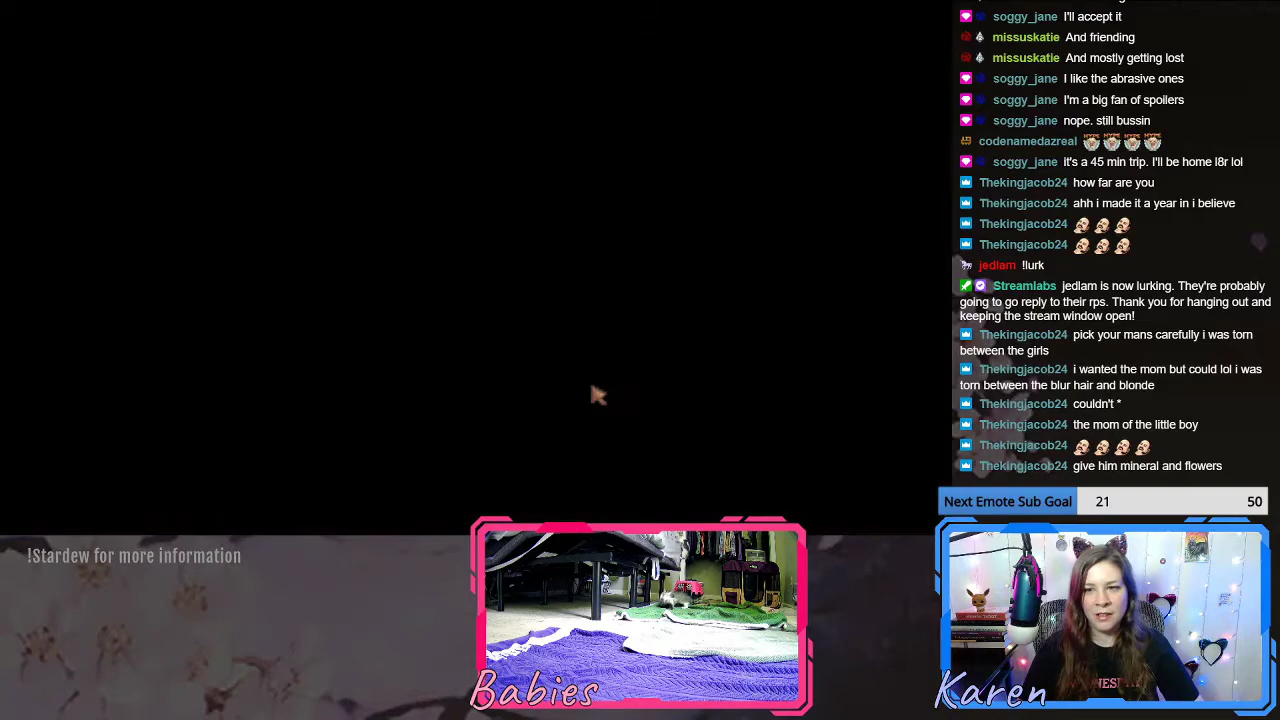 soggy_jane I'll accept it
missuskatie And friending
missuskatie And mostly getting lost
soggy_jane I like the abrasive ones
soggy_jane I'm a big fan of spoilers
soggy_jane nope. still bussin
codenamedazreal
soggy_jane it's a 45 min trip. I'll be home l8r lol
Thekingjacob24 how far are you
Thekingjacob24 ahh i made it a year in i believe
Thekingjacob24
Thekingjacob24
jedlam !lurk
Streamlabs jedlam is now lurking. They're probably
going to go reply to their rps. Thank you for hanging out and
keeping the stream window open!
Thekingjacob24 pick your mans carefully i was torn
between the girls
Thekingjacob24 i wanted the mom but could lol i was
torn between the blur hair and blonde
Thekingjacob24 couldn't *
Thekingjacob24 the mom of the little boy
Thekingjacob24
Thekingjacob24 give him mineral and flowers
Next Emote Sub Goal 21 50
!Stardew for more information
Babies
Karen